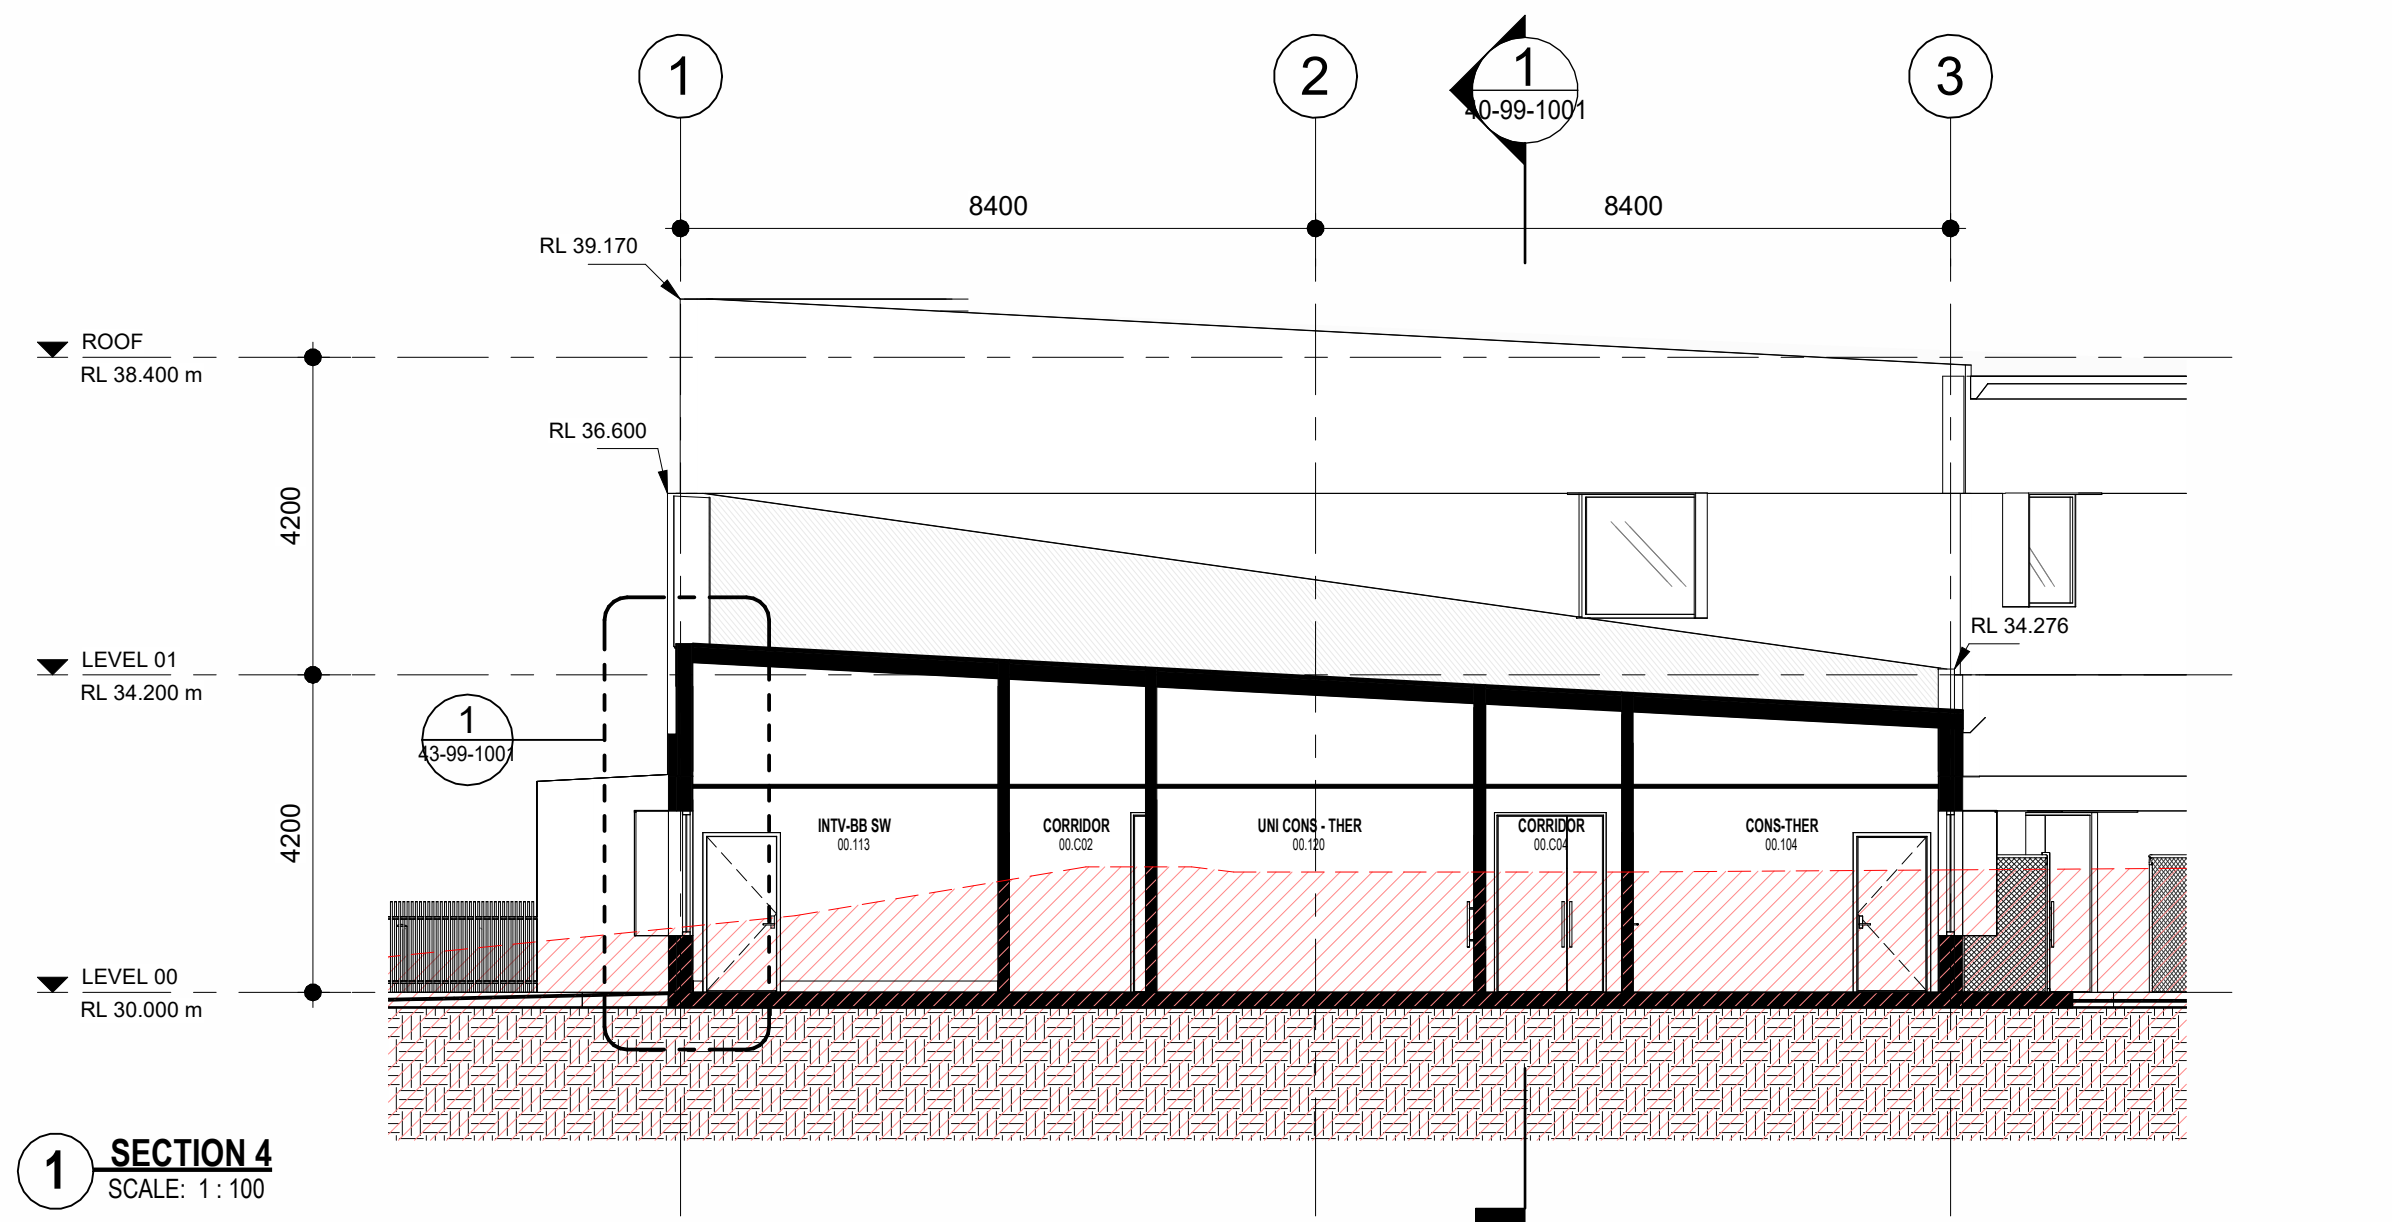 1
2
1
40-99-1001
3
8400
8400
RL 39.170
ROOF
RL 38.400 m
RL 36.600
4200
RL 34.276
LEVEL 01
RL 34.200 m
1
43-99-1001
4200
INTV-BB SW
00.113
CORRIDOR
00.C02
UNI CONS - THER
00.120
CORRIDOR
00.C04
CONS-THER
00.104
LEVEL 00
RL 30.000 m
1
SECTION 4
SCALE: 1 : 100